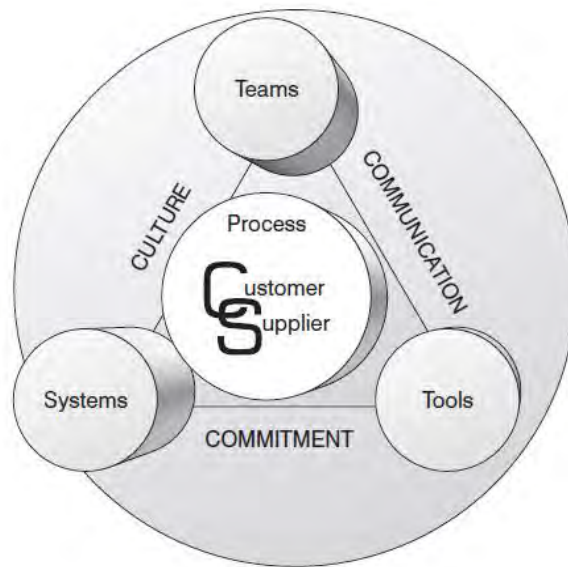 Teams
CULTURE
COMMUNICATION
Process
Customer
Supplier
Systems
Tools
COMMITMENT